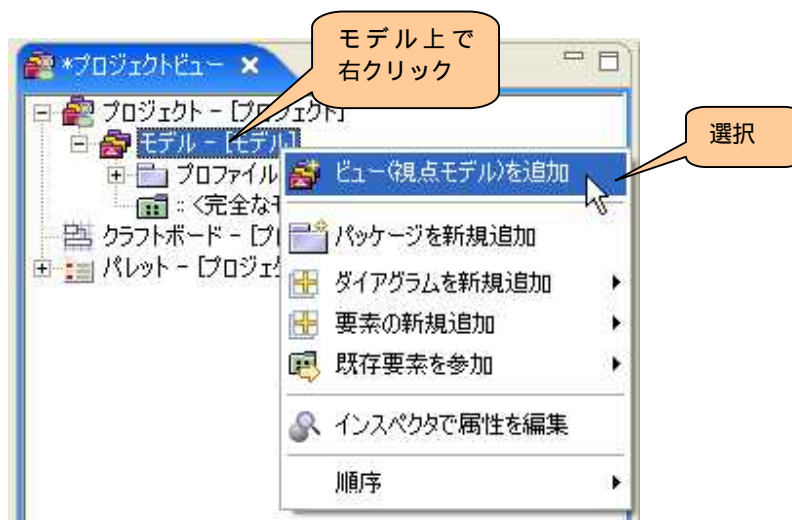 モデル上で
右クリック
*プロジェクトビュー
選択
プロジェクト - [プロジェクト]
モデル - [モデル]
プロファイル
:: <完全なモ
クラフトボード - [プ
パレット - [プロジェク
ビュー(視点モデル)を追加
パッケージを新規追加
ダイアグラムを新規追加
要素の新規追加
既存要素を参加
インスペクタで属性を編集
順序